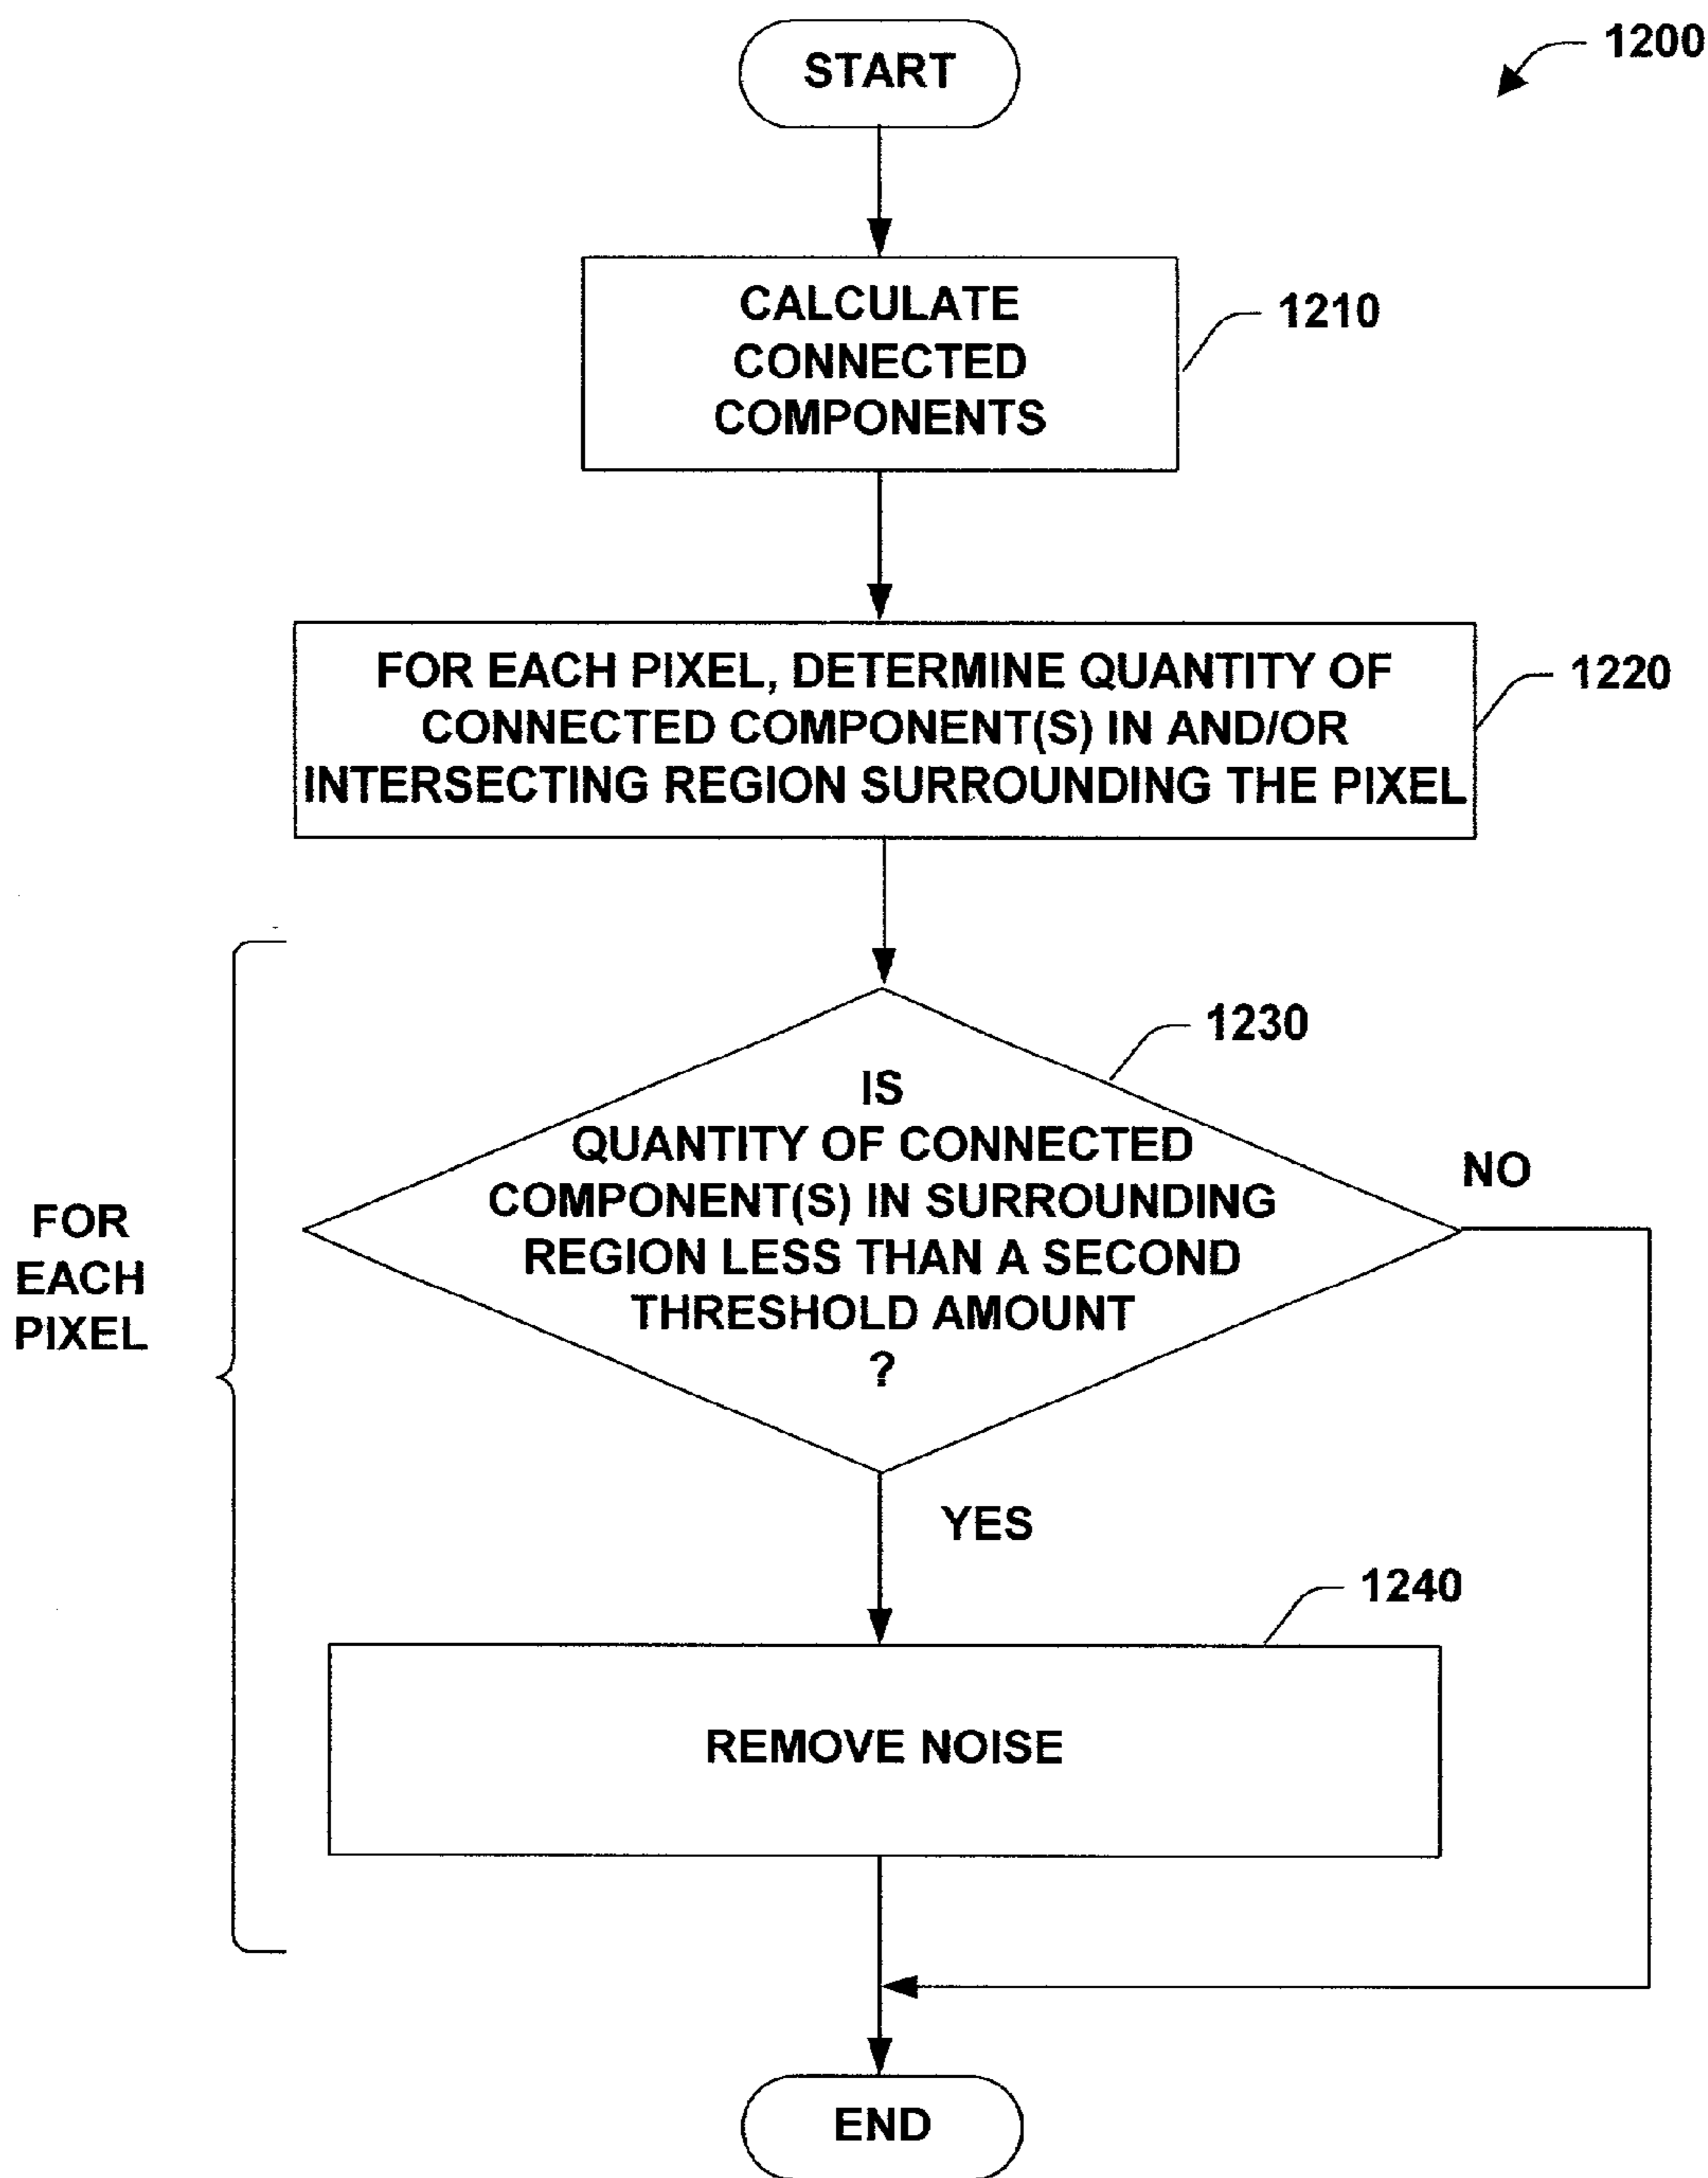 1200
START
CALCULATE
CONNECTED
COMPONENTS
1210
FOR EACH PIXEL, DETERMINE QUANTITY OF
CONNECTED COMPONENT(S) IN AND/OR
INTERSECTING REGION SURROUNDING THE PIXEL
1220
FOR
EACH
PIXEL
1230
IS
QUANTITY OF CONNECTED
COMPONENT(S) IN SURROUNDING
REGION LESS THAN A SECOND
THRESHOLD AMOUNT
?
NO
YES
1240
REMOVE NOISE
END